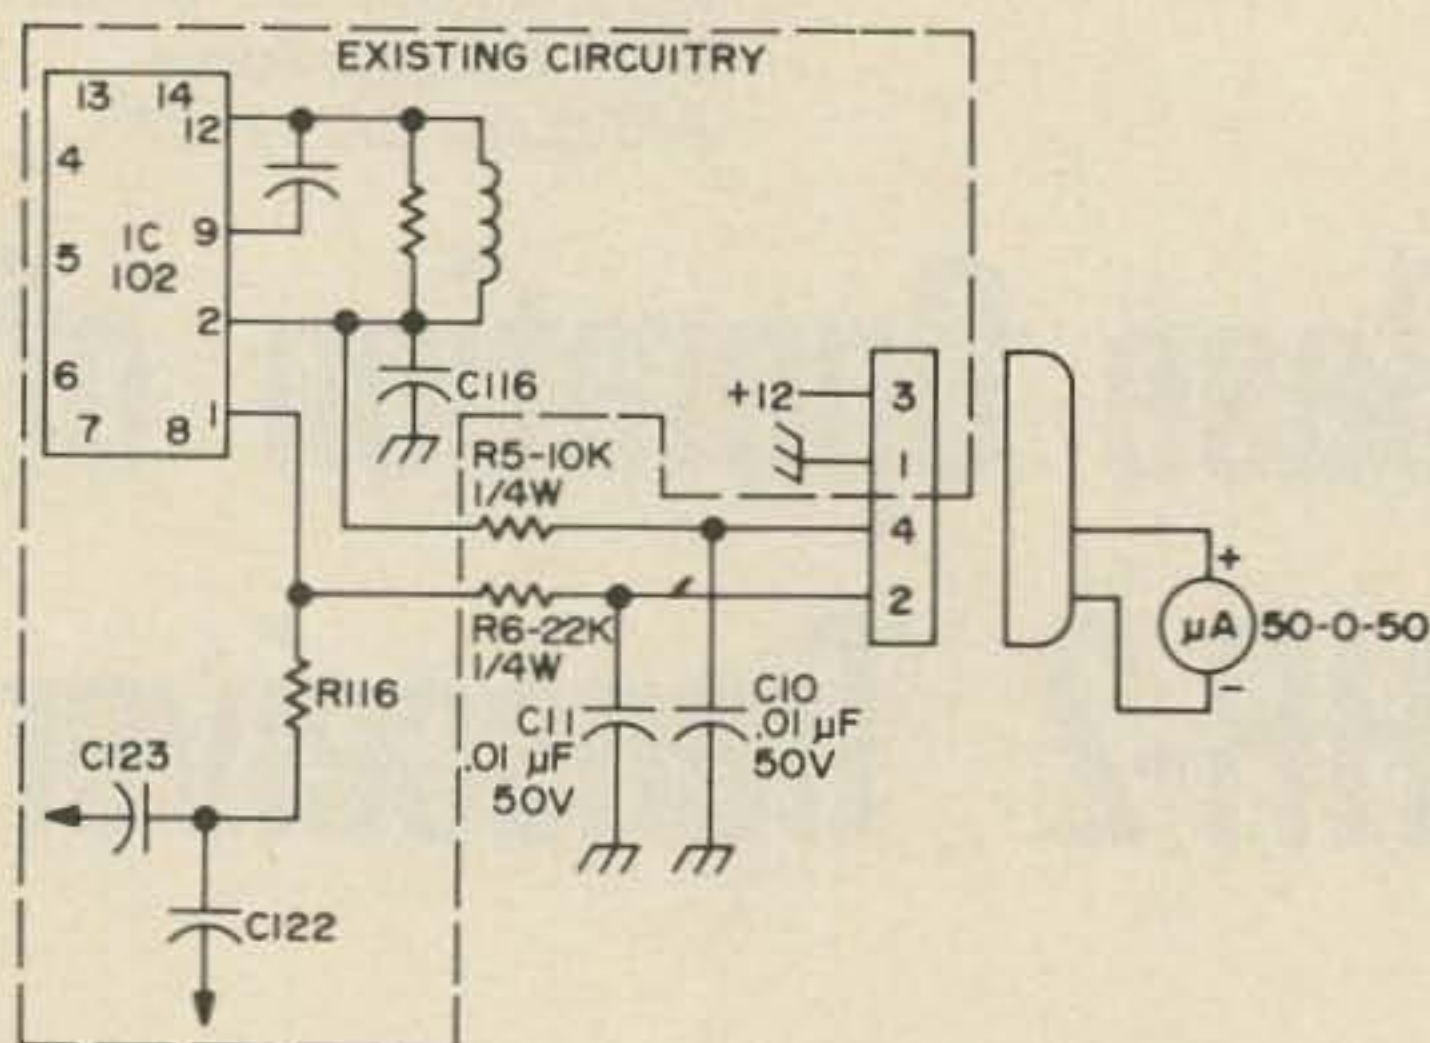 EXISTING CIRCUITRY
13 14
12
4
IC
102
9
5
2
6
1
7 8
C116
+12
3
1
4
2
R5-10K
1/4W
R6-22K
1/4W
R116
C123
C122
C11
.01 µF
50V
C10
.01 µF
50V
+
µA 50-0-50
-